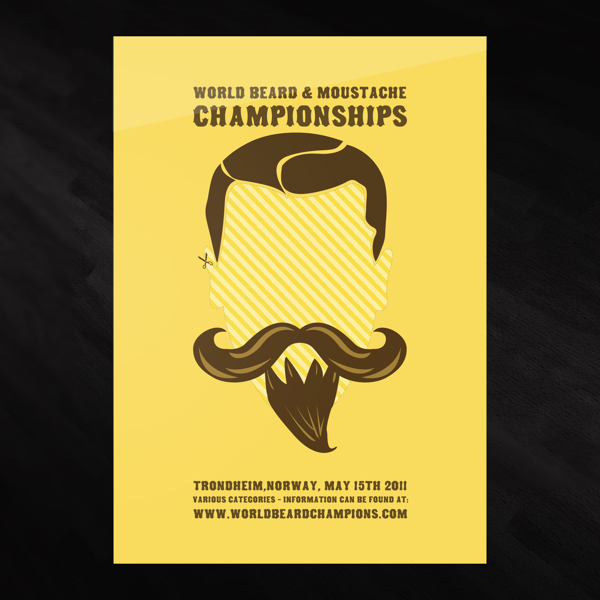 WORLD BEARD & MOUSTACHE
CHAMPIONSHIPS
TRONDHEIM,NORWAY, MAY 15TH 2011
VARIOUS CATEGORIES - INFORMATION CAN BE FOUND AT:
WWW.WORLDBEARDCHAMPIONS.COM